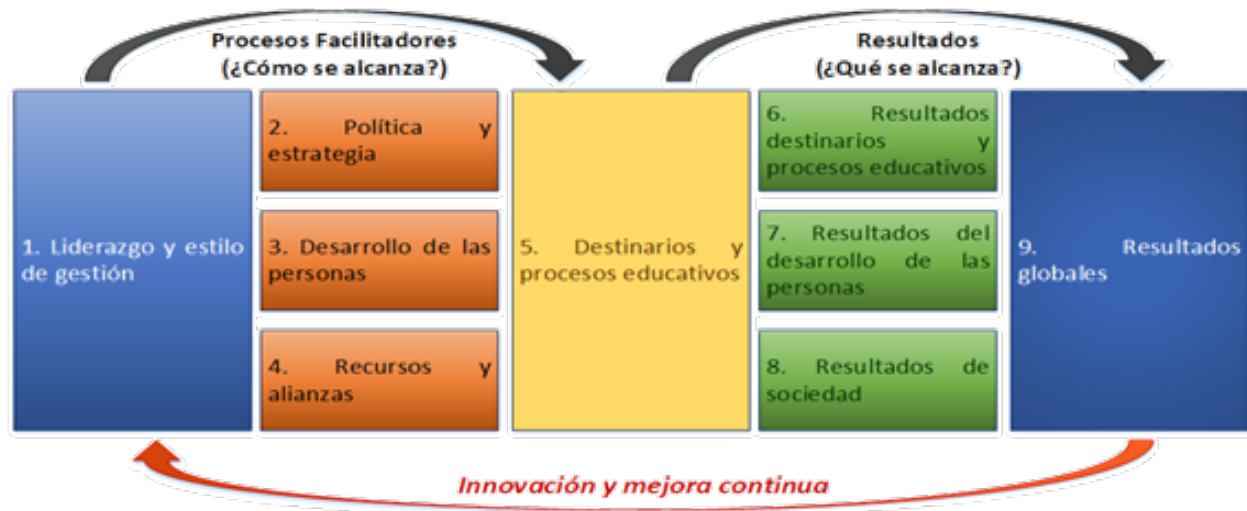 Procesos Facilitadores
(¿Cómo se alcanza?)
Resultados
(¿Qué se alcanza?)
1. Liderazgo y estilo
de gestión
2. Política y
estrategia
3. Desarrollo de las
personas
4. Recursos y
alianzas
5. Destinarios y
procesos educativos
6. Resultados
destinarios y
procesos educativos
7. Resultados del
desarrollo de las
personas
8. Resultados de
sociedad
9. Resultados
globales
Innovación y mejora continua